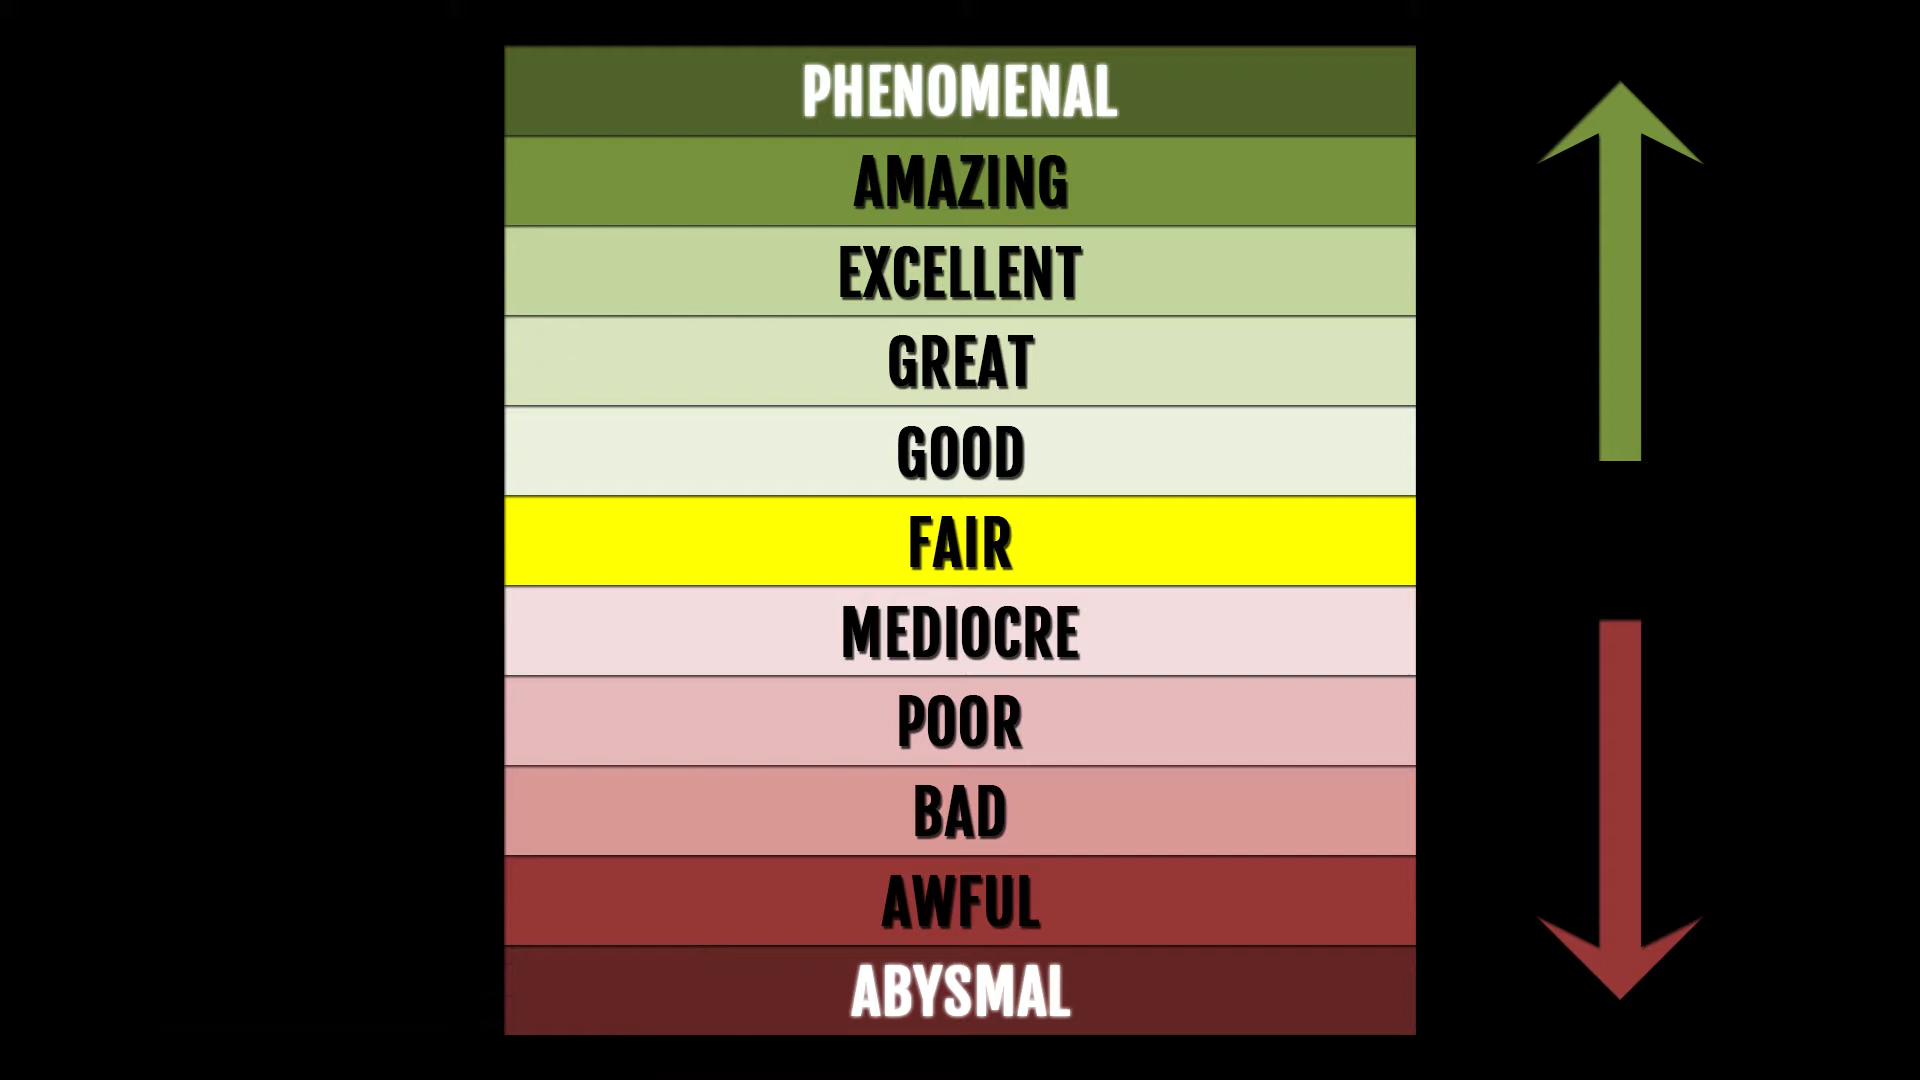 PHENOMENAL
AMAZING
EXCELLENT
GREAT
GOOD
FAIR
MEDIOCRE
POOR
BAD
AWFUL
ABYSMAL